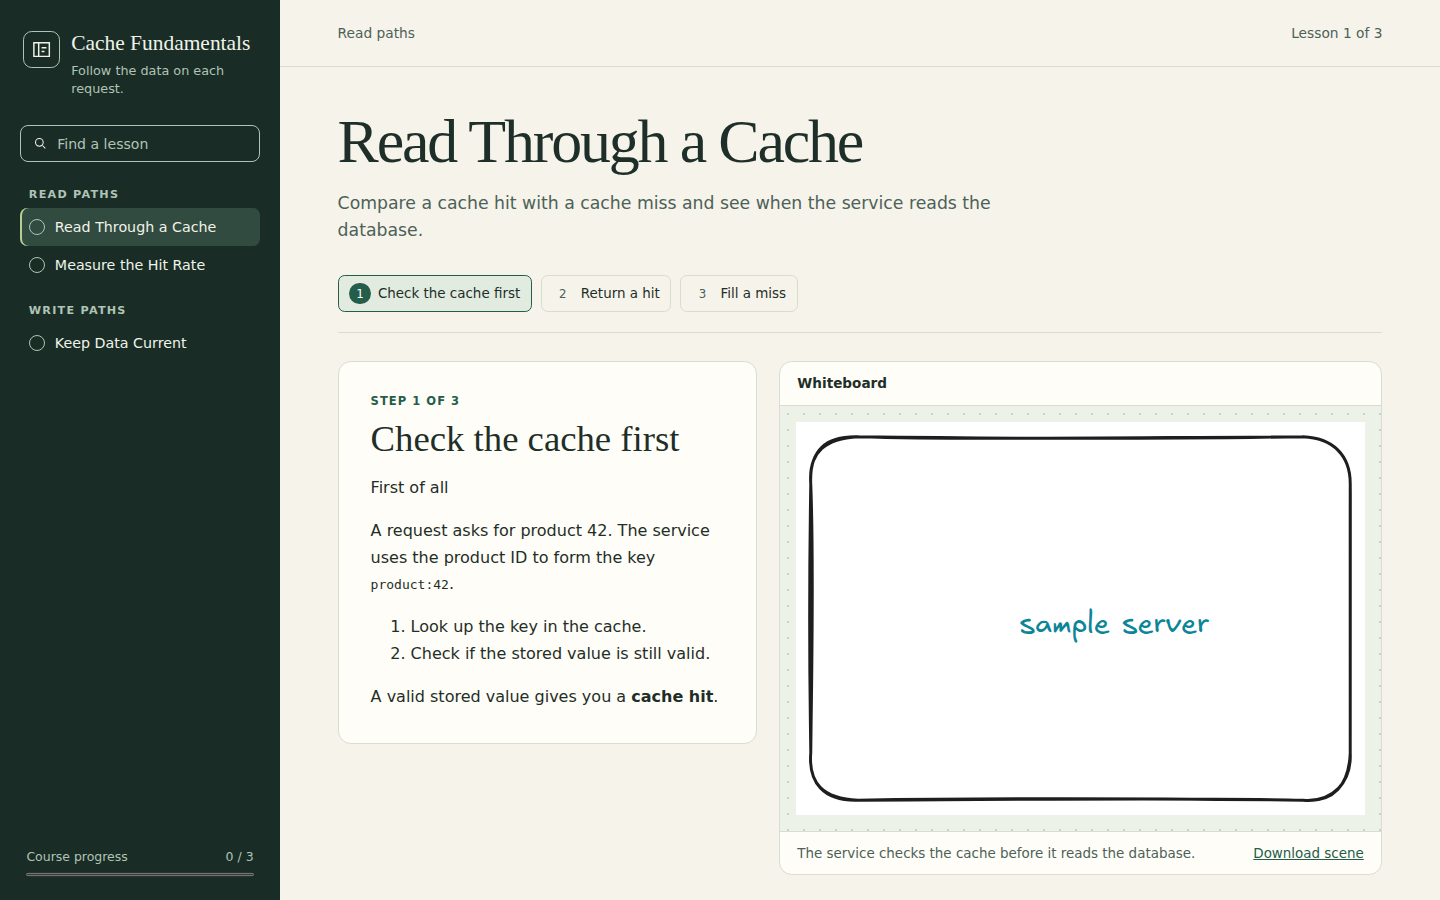 Cache Fundamentals
Follow the data on each
request.
Find a lesson
READ PATHS
Read Through a Cache
Measure the Hit Rate
WRITE PATHS
Keep Data Current
Course progress
0 / 3
Read paths
Lesson 1 of 3
Read Through a Cache
Compare a cache hit with a cache miss and see when the service reads the
database.
1 Check the cache first
2 Return a hit
3 Fill a miss
STEP 1 OF 3
Check the cache first
First of all
A request asks for product 42. The service
uses the product ID to form the key
product:42.
1. Look up the key in the cache.
2. Check if the stored value is still valid.
A valid stored value gives you a cache hit.
Whiteboard
sample server
The service checks the cache before it reads the database.
Download scene